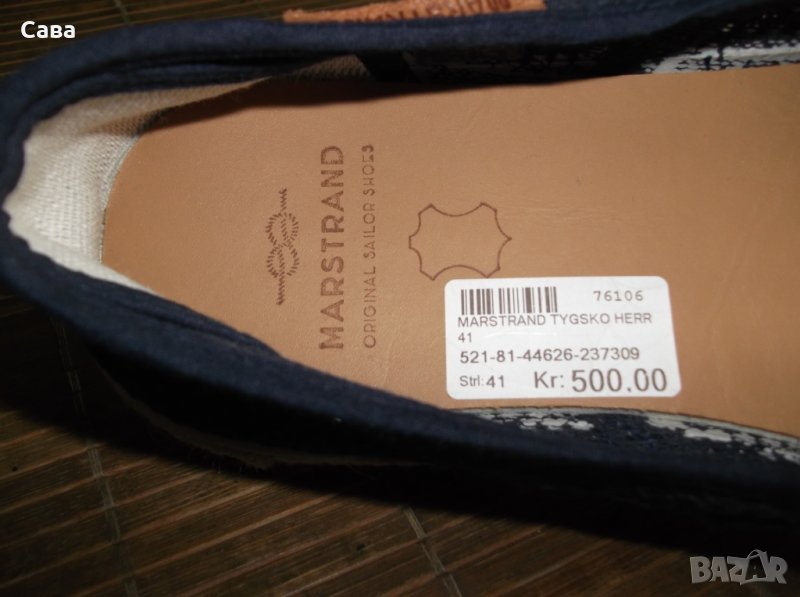 Сава
MARSTRAND
ORIGINAL SAILOR SHOES
76106
MARSTRAND TYGSKO HERR
41
521-81-44626-237309
Strl: 41 Kr: 500.00
BAZAR